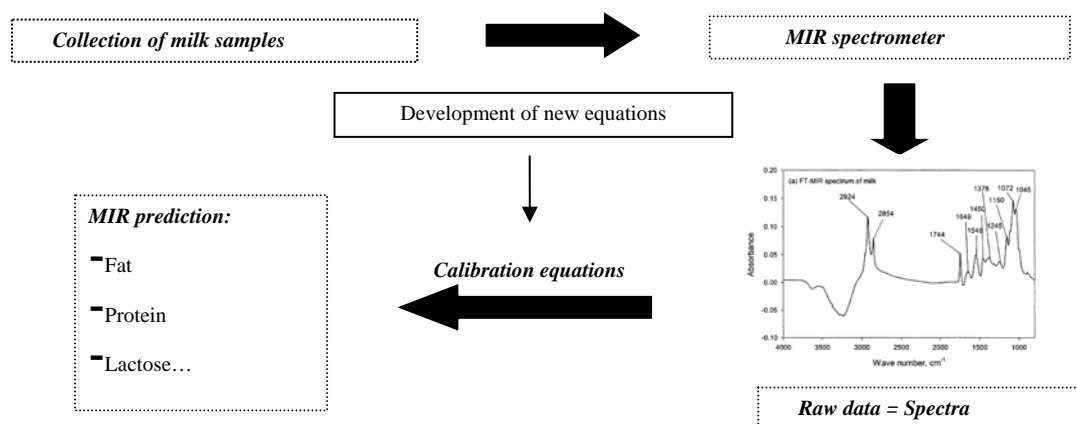 Collection of milk samples
MIR spectrometer
Development of new equations
(a) FT-MIR spectrum of milk
0.20
0.15
0.10
0.05
0.00
-0.05
-0.10
Absorbance
2924
2854
1744
1649
1548
1450
1378
1245
1150
1072
1045
4000
3500
3000
2500
2000
1500
1000
Wave number, cm-1
MIR prediction:
-Fat
-Protein
-Lactose…
Calibration equations
Raw data = Spectra